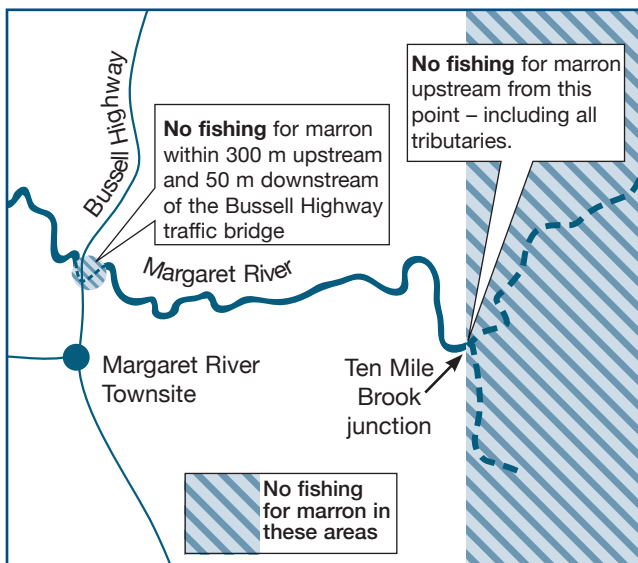 Bussell Highway
No fishing for marron
within 300 m upstream
and 50 m downstream
of the Bussell Highway
traffic bridge
No fishing for marron
upstream from this
point – including all
tributaries.
Margaret River
Margaret River
Townsite
Ten Mile
Brook
junction
No fishing
for marron in
these areas